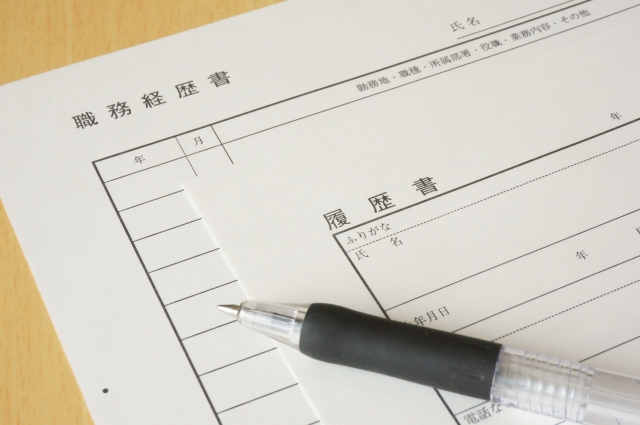 氏名
職務経歴書
勤務地・職種・所属部署・役職・業務内容・その他
年 月
年
履歴書
ふりがな
氏 名
年
年月日
電話